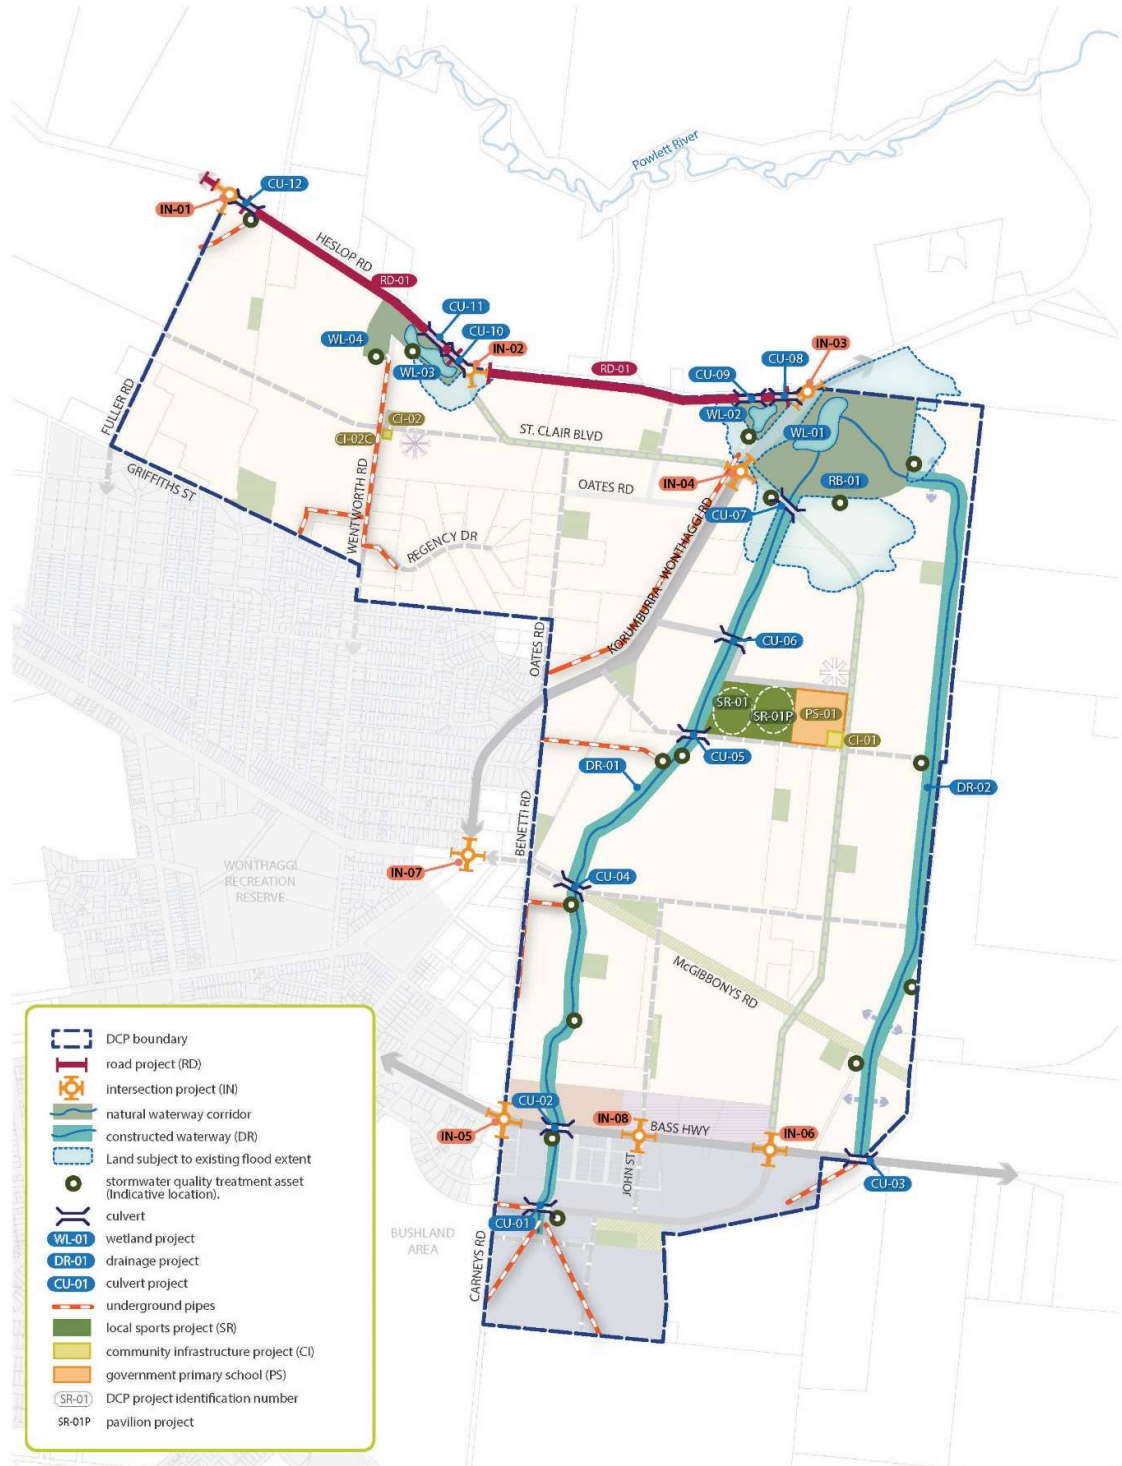 Powlett River
CU-12
IN-01
HESLOP RD
RD-01
CU-11
WL-04
CU-10
IN-02
WL-03
RD-01
CU-09
CU-08
IN-03
WL-02
WL-01
FULLER RD
CI-02
CI-02C
ST. CLAIR BLVD
GRIFFITHS ST
WENTWORTH RD
OATES RD
IN-04
RB-01
CU-07
REGENCY DR
KORUMBURRA - WONTHAGGI RD
OATES RD
CU-06
SR-01
SR-01P
PS-01
CI-01
CU-05
DR-01
DR-02
BENETTI RD
IN-07
WONTHAGGI
RECREATION
RESERVE
CU-04
McGIBBONYS RD
CU-02
IN-05
IN-08
BASS HWY
IN-06
JOHN ST
CU-03
CU-01
BUSHLAND
AREA
CARNEYS RD
DCP boundary
road project (RD)
intersection project (IN)
natural waterway corridor
constructed waterway (DR)
Land subject to existing flood extent
stormwater quality treatment asset
(Indicative location).
culvert
WL-01 wetland project
DR-01 drainage project
CU-01 culvert project
underground pipes
local sports project (SR)
community infrastructure project (CI)
government primary school (PS)
SR-01 DCP project identification number
SR-01P pavilion project